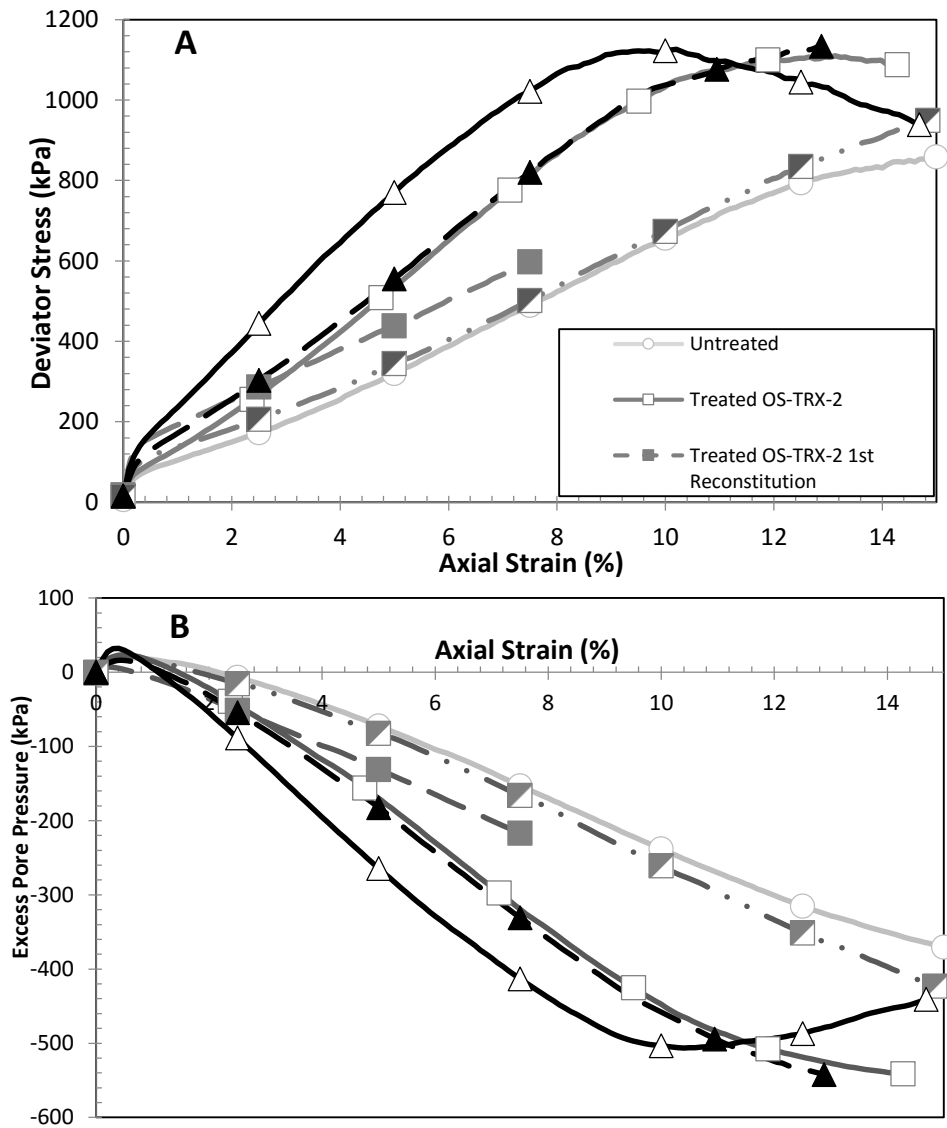 A
Deviator Stress (kPa)
1200
1000
800
600
400
200
0
Untreated
Treated OS-TRX-2
Treated OS-TRX-2 1st
Reconstitution
0 2 4 6 8 10 12 14
Axial Strain (%)
B
Excess Pore Pressure (kPa)
100
0
-100
-200
-300
-400
-500
-600
Axial Strain (%)
0 2 4 6 8 10 12 14